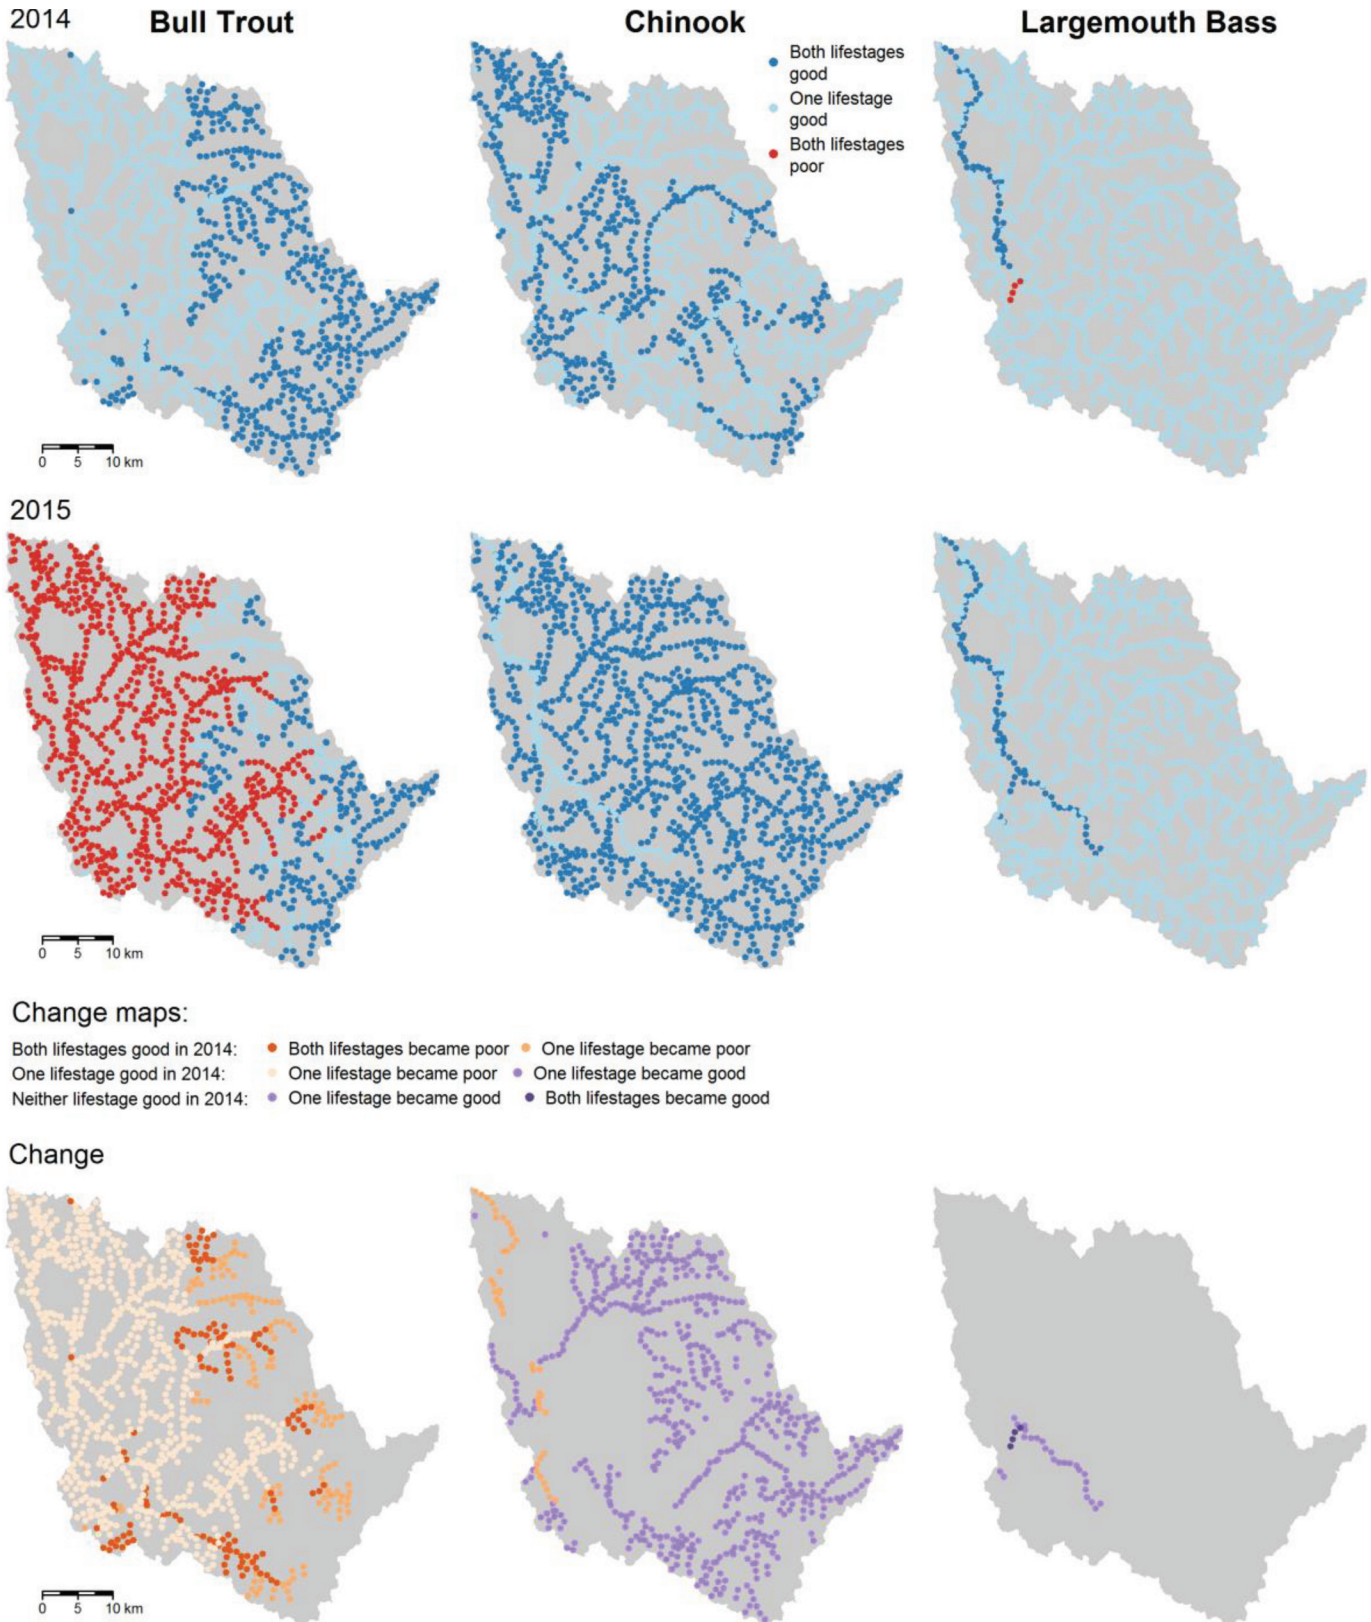 2014
Bull Trout
Chinook
Largemouth Bass
Both lifestages
good
One lifestage
good
Both lifestages
poor
0 5 10 km
2015
0 5 10 km
Change maps:
Both lifestages good in 2014: Both lifestages became poor One lifestage became poor
One lifestage good in 2014: One lifestage became poor One lifestage became good
Neither lifestage good in 2014: One lifestage became good Both lifestages became good
Change
0 5 10 km